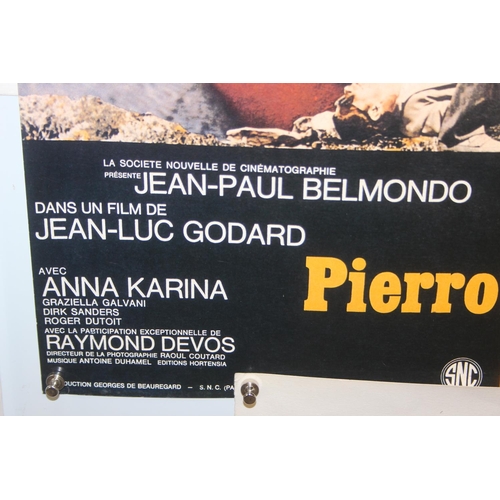 LA SOCIETE NOUVELLE DE CINÉMATOGRAPHIE
PRÉSENTE JEAN-PAUL BELMONDO
DANS UN FILM DE
JEAN-LUC GODARD
AVEC
ANNA KARINA
GRAZIELLA GALVANI
DIRK SANDERS
ROGER DUTOIT
AVEC LA PARTICIPATION EXCEPTIONNELLE DE
RAYMOND DEVOS
DIRECTEUR DE LA PHOTOGRAPHIE RAOUL COUTARD
MUSIQUE ANTOINE DUHAMEL EDITIONS HORTENSIA
Pierro
SNC
ODUCTION GEORGES DE BEAUREGARD — S. N. C. (PA